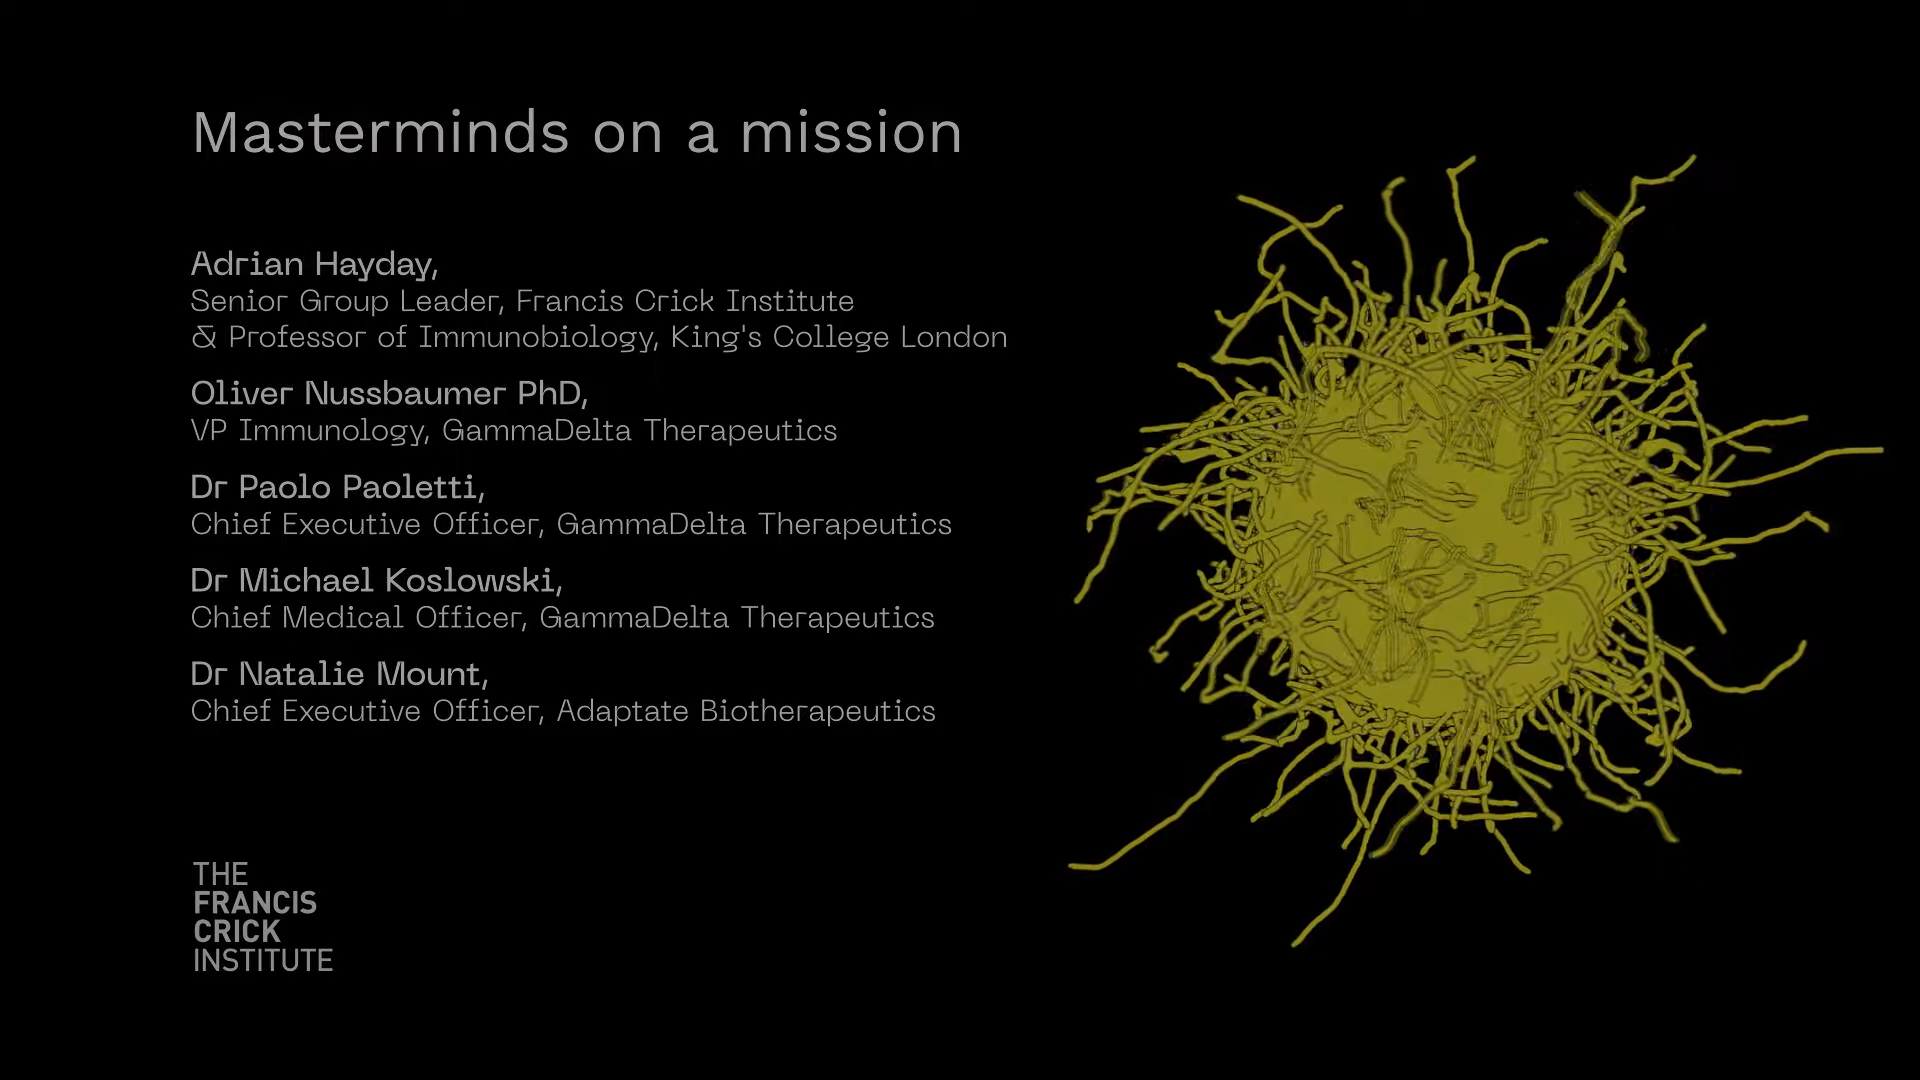 Masterminds on a mission
Adrian Hayday,
Senior Group Leader, Francis Crick Institute
& Professor of Immunobiology, King's College London
Oliver Nussbaumer PhD,
VP Immunology, GammaDelta Therapeutics
Dr Paolo Paoletti,
Chief Executive Officer, GammaDelta Therapeutics
Dr Michael Koslowski,
Chief Medical Officer, GammaDelta Therapeutics
Dr Natalie Mount,
Chief Executive Officer, Adaptate Biotherapeutics
THE
FRANCIS
CRICK
INSTITUTE